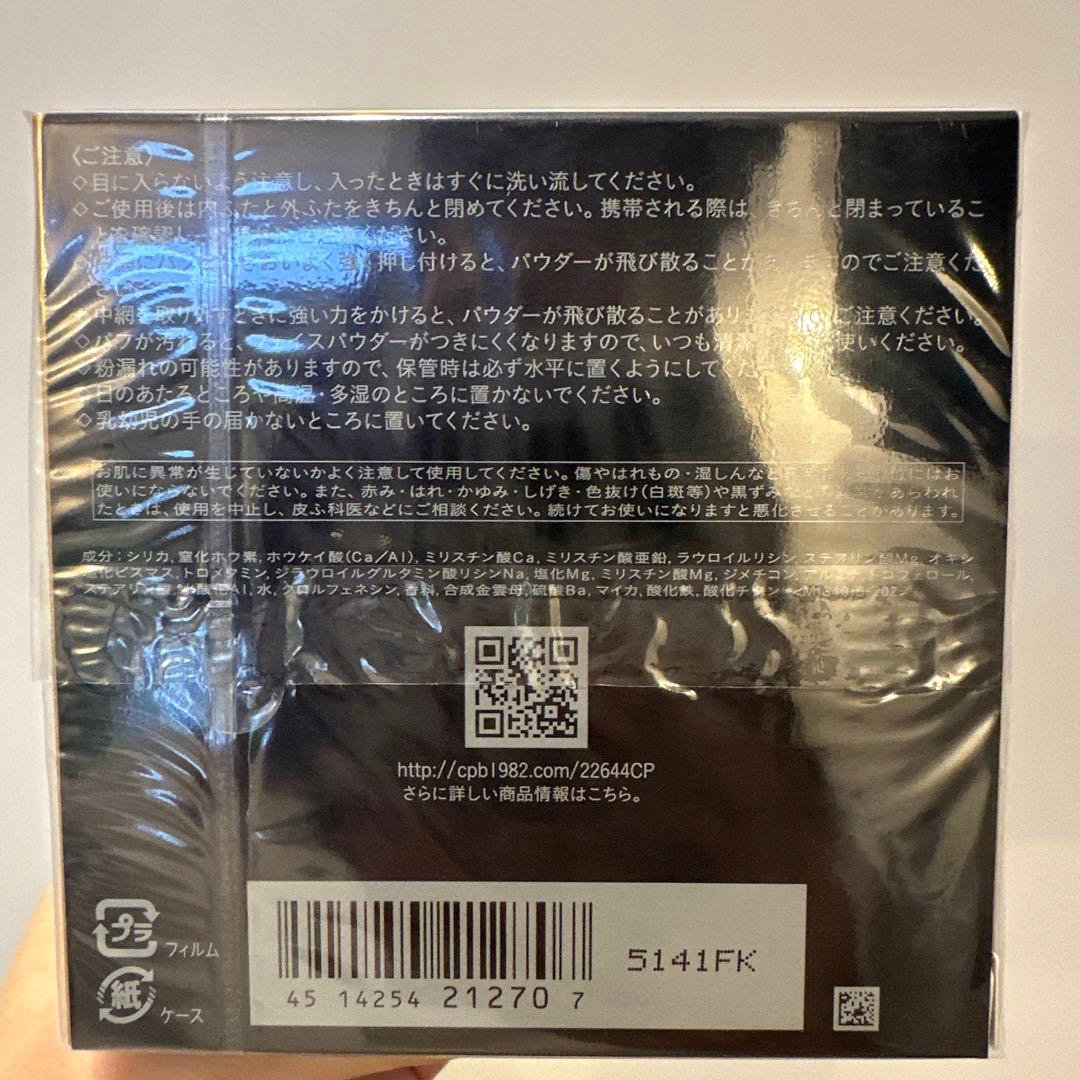 〈ご注意〉
◇目に入らないよう注意し、入ったときはすぐに洗い流してください。
◇ご使用後は内ふたと外ふたをきちんと閉めてください。携帯される際は、きちんと閉まっているこ
とを確認し ください。
押し付けると、パウダーが飛び散ることが のでご注意くだ
◇中網を取り外すときに強い力をかけると、パウダーが飛び散ることがあります ご注意ください。
◇パフが汚れると、フェイスパウダーがつきにくくなりますので、いつも清潔 使いください。
◇粉漏れの可能性がありますので、保管時は必ず水平に置くようにしてくだ
◇日のあたるところや高温・多湿のところに置かないでください。
◇乳幼児の手の届かないところに置いてください。
お肌に異常が生じていないかよく注意して使用してください。傷やはれもの・湿しんなど にはお
使いにならないでください。また、赤み・はれ・かゆみ・しげき・色抜け(白斑等)や黒ずみなどの があらわれ
たときは、使用を中止し、皮ふ科医などにご相談ください。続けてお使いになりますと悪化させることがあります。
成分:シリカ,窒化ホウ素,ホウケイ酸(Ca/Al),ミリスチン酸Ca,ミリスチン酸亜鉛,ラウロイルリシン,ステアリン酸Mg,オキシ
塩化ビスマス,トロメタミン,ジラウロイルグルタミン酸リシンNa,塩化Mg,ミリスチン酸Mg,ジメチコン,アルミナ,トコフェロール,
ステアリン酸,水酸化Al,水,クロルフェネシン,香料,合成金雲母,硫酸Ba,マイカ,酸化鉄,酸化チタン
http://cpb1982.com/22644CP
さらに詳しい商品情報はこちら。
プラ フィルム
紙 ケース
5141FK
45 14254 21270 7